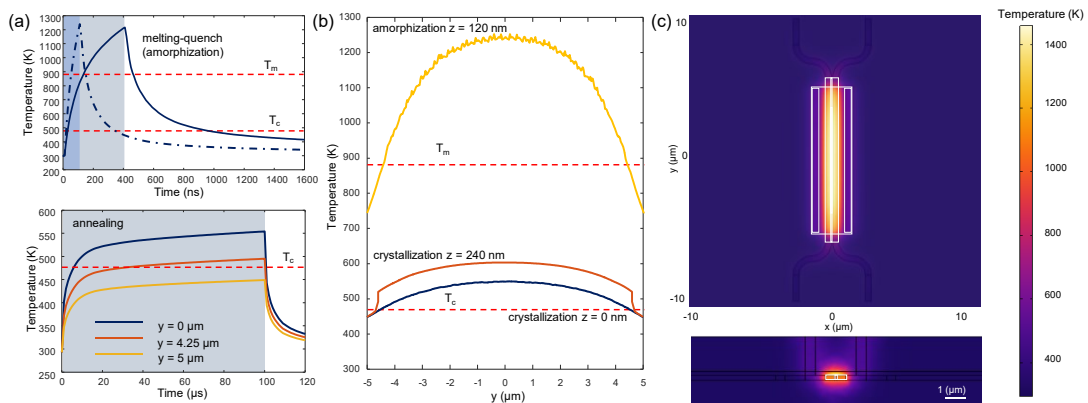 (a)
1300
1200
1100
1000
900
800
700
600
500
400
300
200
Temperature (K)
melting-quench
(amorphization)
Tm
Tc
0 200 400 600 800 1000 1200 1400 1600
Time (ns)
600
550
500
450
400
350
300
250
Temperature (K)
annealing
Tc
y = 0 µm
y = 4.25 µm
y = 5 µm
0 20 40 60 80 100 120
Time (µs)
(b)
1300
1200
1100
1000
900
800
700
600
500
400
300
Temperature (K)
amorphization z = 120 nm
Tm
crystallization z = 240 nm
Tc
crystallization z = 0 nm
-5 -4 -3 -2 -1 0 1 2 3 4 5
y (µm)
(c)
10
0
-10
y (µm)
-10 0 10
x (µm)
1 (µm)
Temperature (K)
1400
1200
1000
800
600
400